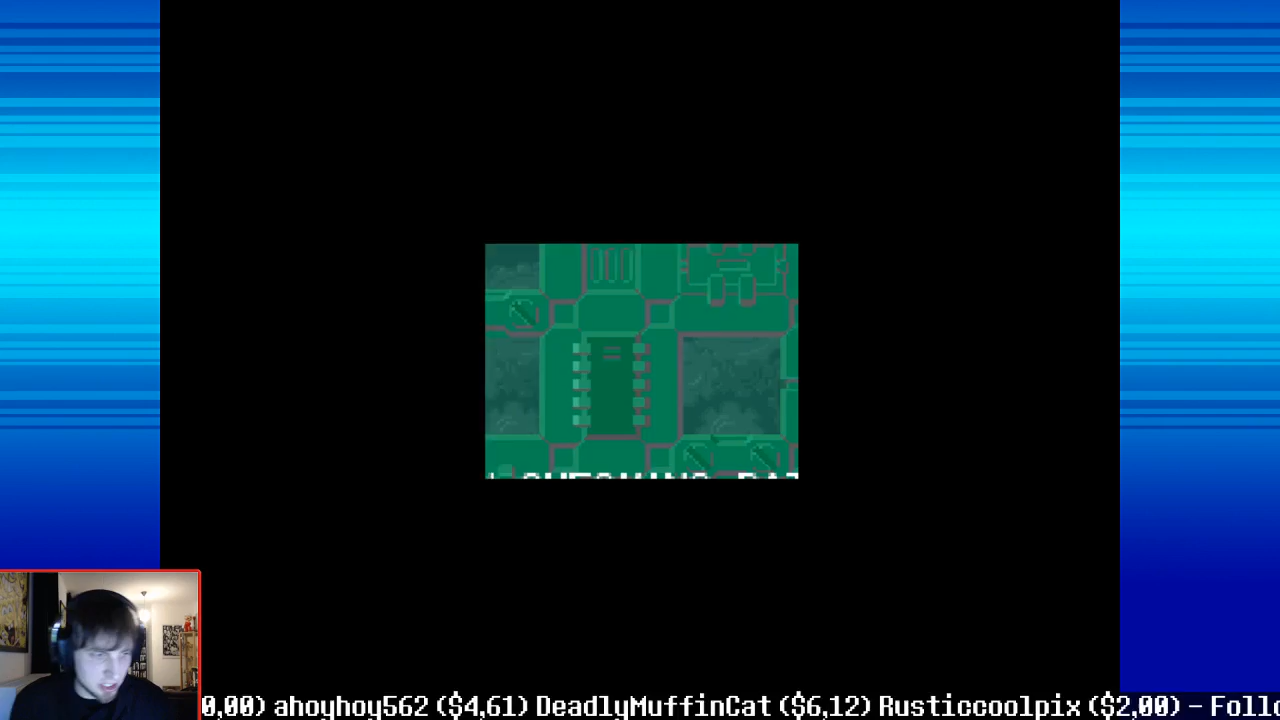 0,00) ahoyhoy562 ($4,61) DeadlyMuffinCat ($6,12) Rusticcoolpix ($2,00) – Follo